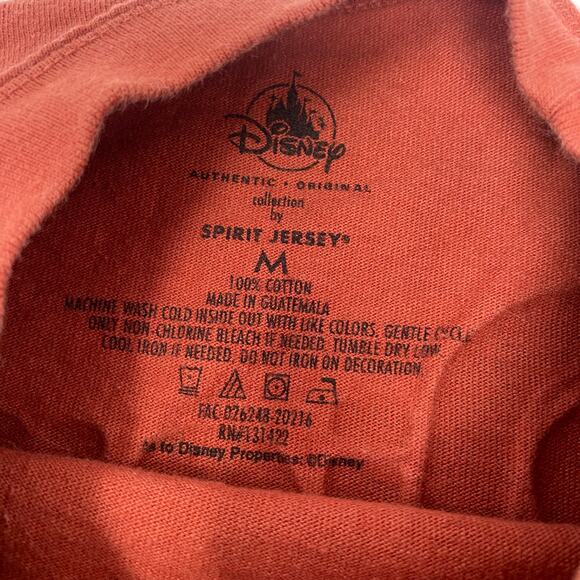 Disney
AUTHENTIC • ORIGINAL
collection
by
SPIRIT JERSEY®
M
100% COTTON
MADE IN GUATEMALA
MACHINE WASH COLD INSIDE OUT WITH LIKE COLORS. GENTLE CYCLE
ONLY NON-CHLORINE BLEACH IF NEEDED. TUMBLE DRY LOW.
COOL IRON IF NEEDED. DO NOT IRON ON DECORATION
FAC-026248-20216
RN#131422
to Disney Properties: ©Disney